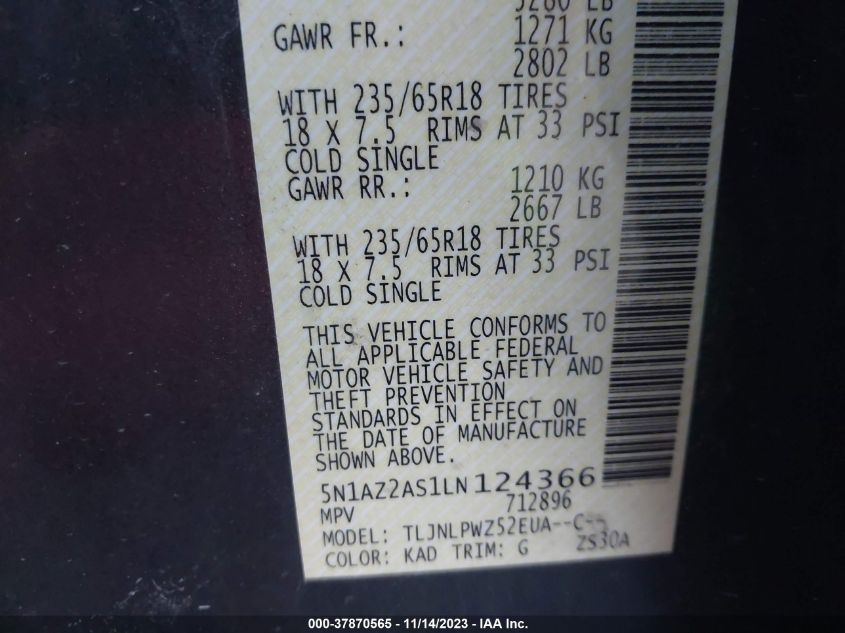 5280 LB
GAWR FR.: 1271 KG
2802 LB
WITH 235/65R18 TIRES
18 X 7.5 RIMS AT 33 PSI
COLD SINGLE
GAWR RR.: 1210 KG
2667 LB
WITH 235/65R18 TIRES
18 X 7.5 RIMS AT 33 PSI
COLD SINGLE
THIS VEHICLE CONFORMS TO
ALL APPLICABLE FEDERAL
MOTOR VEHICLE SAFETY AND
THEFT PREVENTION
STANDARDS IN EFFECT ON
THE DATE OF MANUFACTURE
SHOWN ABOVE.
5N1AZ2AS1LN124366
MPV 712896
MODEL: TLJNLPWZ52EUA--C--
COLOR: KAD TRIM: G ZS30A
000-37870565 - 11/14/2023 - IAA Inc.